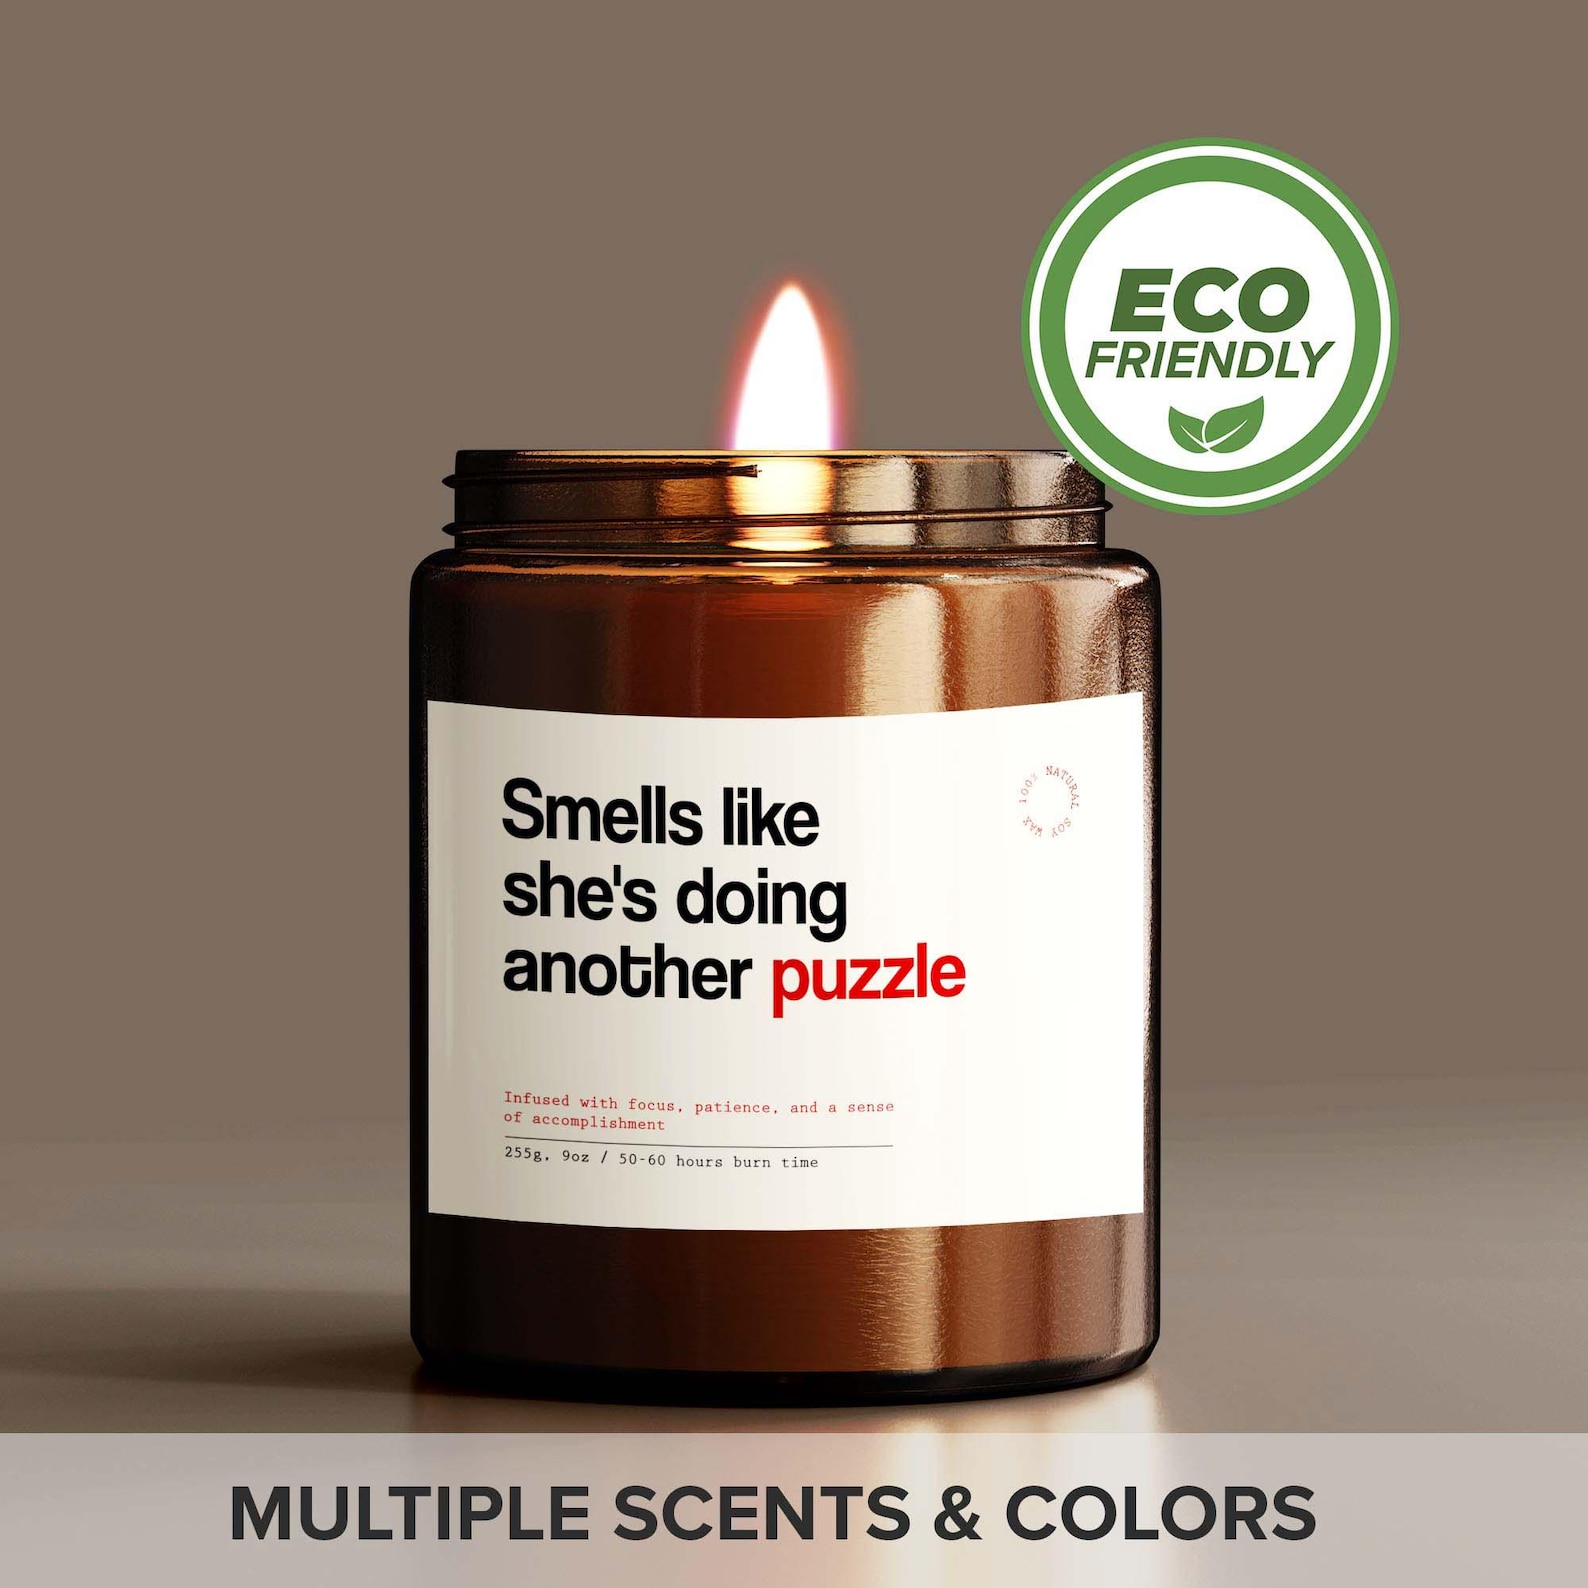 ECO
FRIENDLY
Smells like
she's doing
another puzzle
100% NATURAL SOY WAX
Infused with focus, patience, and a sense
of accomplishment
255g, 9oz / 50-60 hours burn time
MULTIPLE SCENTS & COLORS